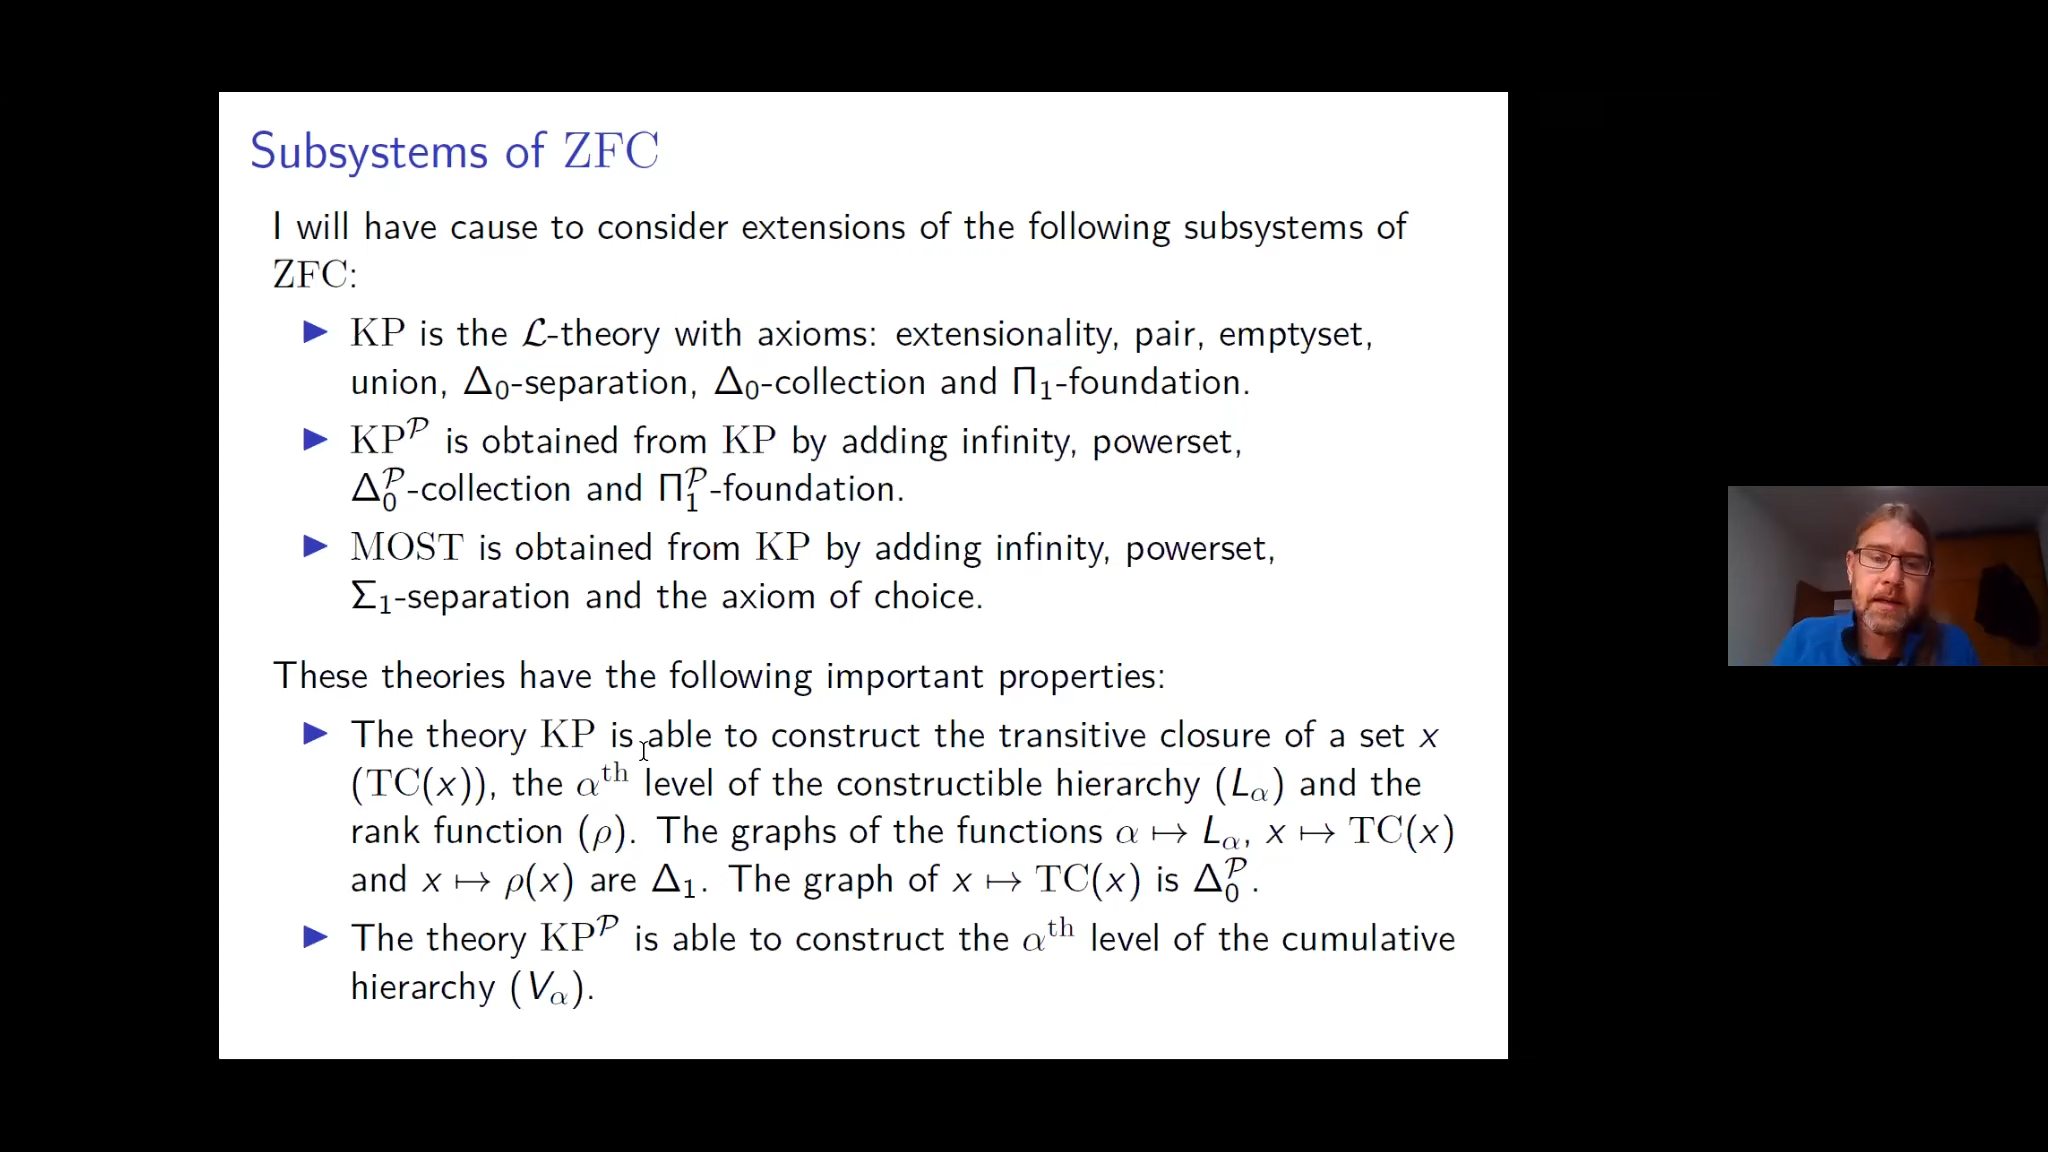 Subsystems of ZFC
I will have cause to consider extensions of the following subsystems of
ZFC:
▶ KP is the ℒ-theory with axioms: extensionality, pair, emptyset,
union, Δ₀-separation, Δ₀-collection and Π₁-foundation.
▶ KP^𝒫 is obtained from KP by adding infinity, powerset,
Δ₀^𝒫-collection and Π₁^𝒫-foundation.
▶ MOST is obtained from KP by adding infinity, powerset,
Σ₁-separation and the axiom of choice.
These theories have the following important properties:
▶ The theory KP is able to construct the transitive closure of a set x
(TC(x)), the α^th level of the constructible hierarchy (L_α) and the
rank function (ρ). The graphs of the functions α ↦ L_α, x ↦ TC(x)
and x ↦ ρ(x) are Δ₁. The graph of x ↦ TC(x) is Δ₀^𝒫.
▶ The theory KP^𝒫 is able to construct the α^th level of the cumulative
hierarchy (V_α).